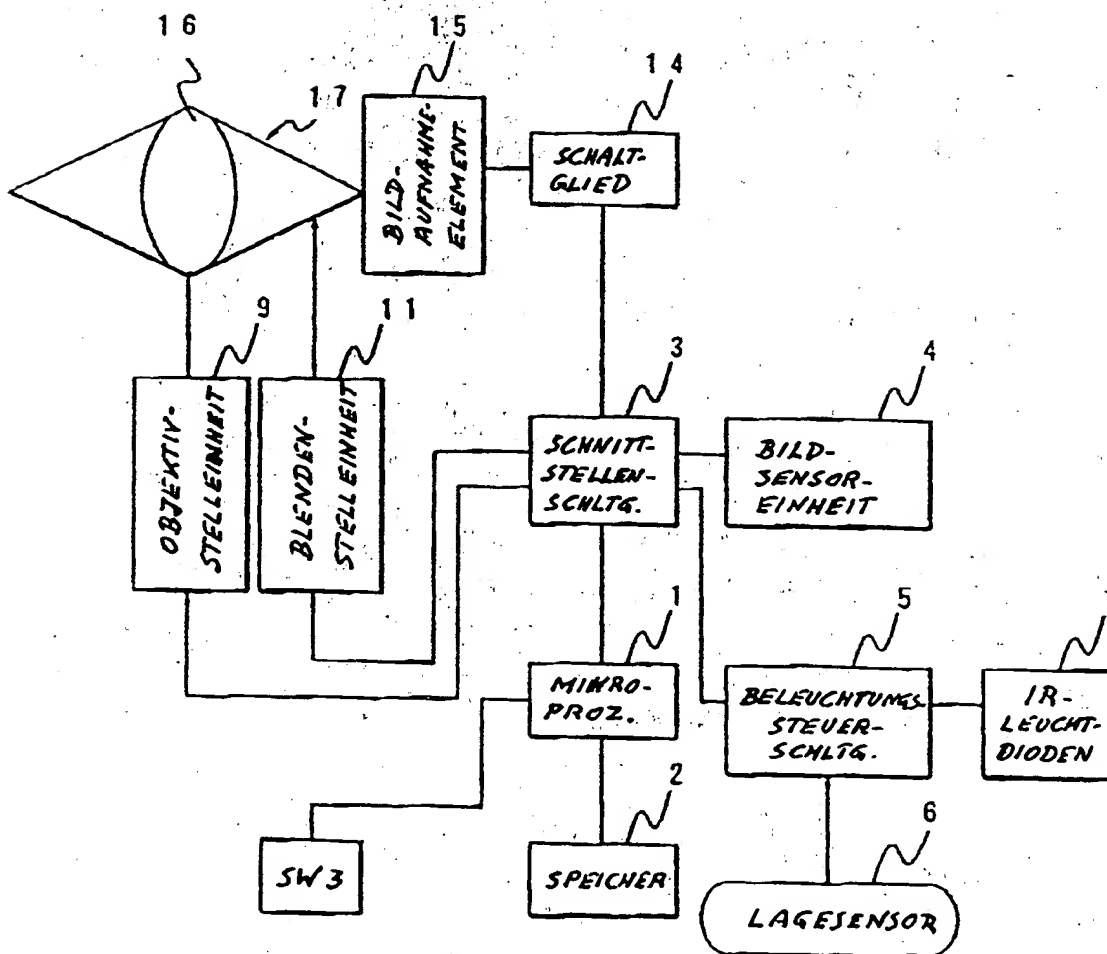 16
15
14
17
BILD-
AUFNAHME-
ELEMENT
SCHALT-
GLIED
9
11
3
4
OBJEKTIV-
STELLEINHEIT
BLENDEN-
STELLEINHEIT
SCHNITT-
STELLEN-
SCHLTG.
BILD-
SENSOR-
EINHEIT
1
5
MIKRO-
PROZ.
BELEUCHTUNGS-
STEUER-
SCHLTG.
IR-
LEUCHT-
DIODEN
2
6
SW3
SPEICHER
LAGESENSOR